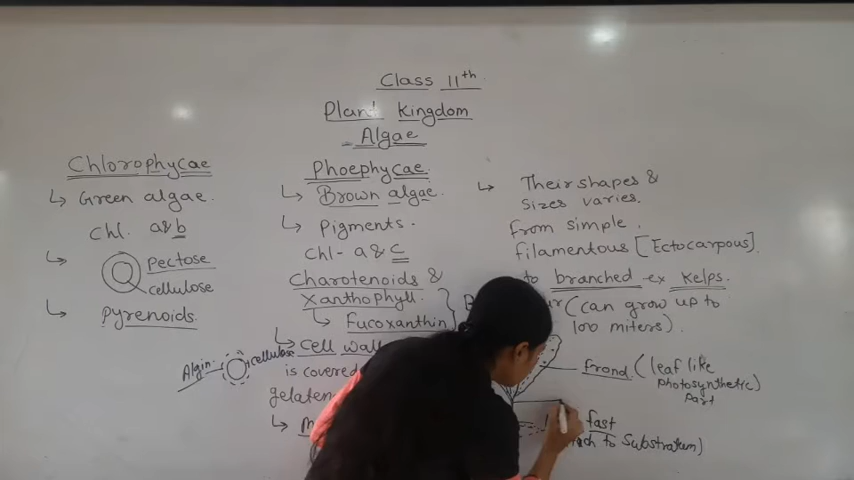 Class 11th
Plant Kingdom
Algae
Chlorophycae
↳ Green algae.
chl. a&b
↳ pectose
cellulose
↳ pyrenoids.
Phoephycae.
↳ Brown algae.
↳ Pigments.
chl- a & c
Charotenoids &
Xanthophyll.
↳ Fucoxanthin
↳ cell wall
is covered
Algin.
cellulose
↳ Their shapes &
sizes varies.
from simple.
filamentous [Ectocarpous].
to branched ex Kelps.
(can grow up to
100 miters).
frond (leaf like
photosynthetic)
part
fast
to Substratum)